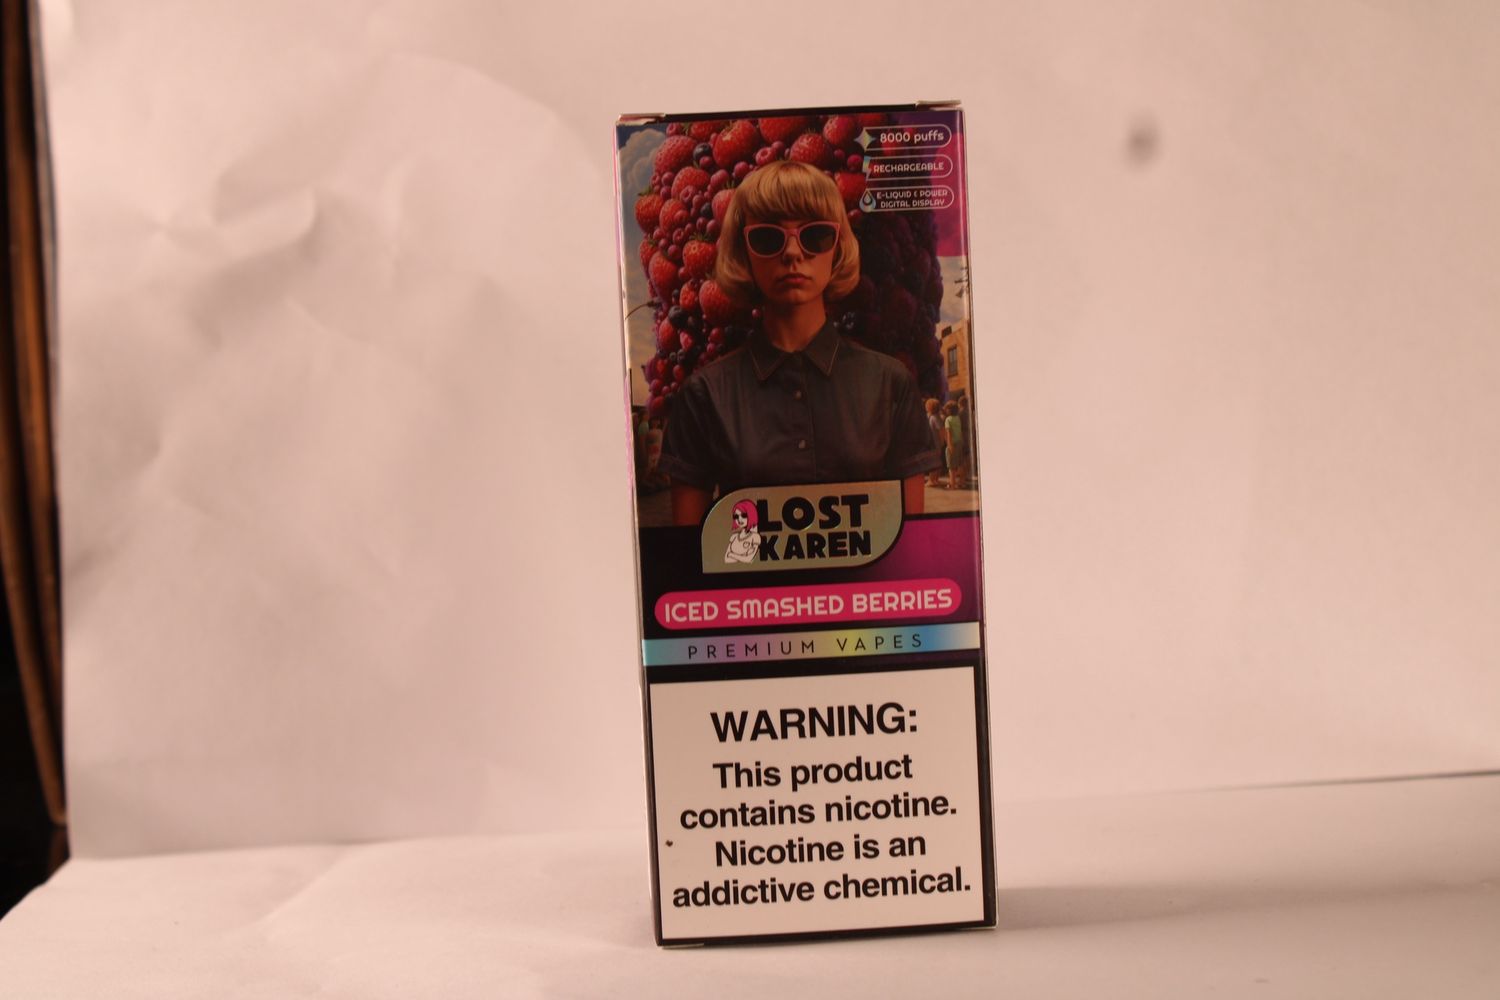 8000 puffs
RECHARGEABLE
E-LIQUID & POWER
DIGITAL DISPLAY
LOST
KAREN
ICED SMASHED BERRIES
PREMIUM VAPES
WARNING:
This product
contains nicotine.
Nicotine is an
addictive chemical.